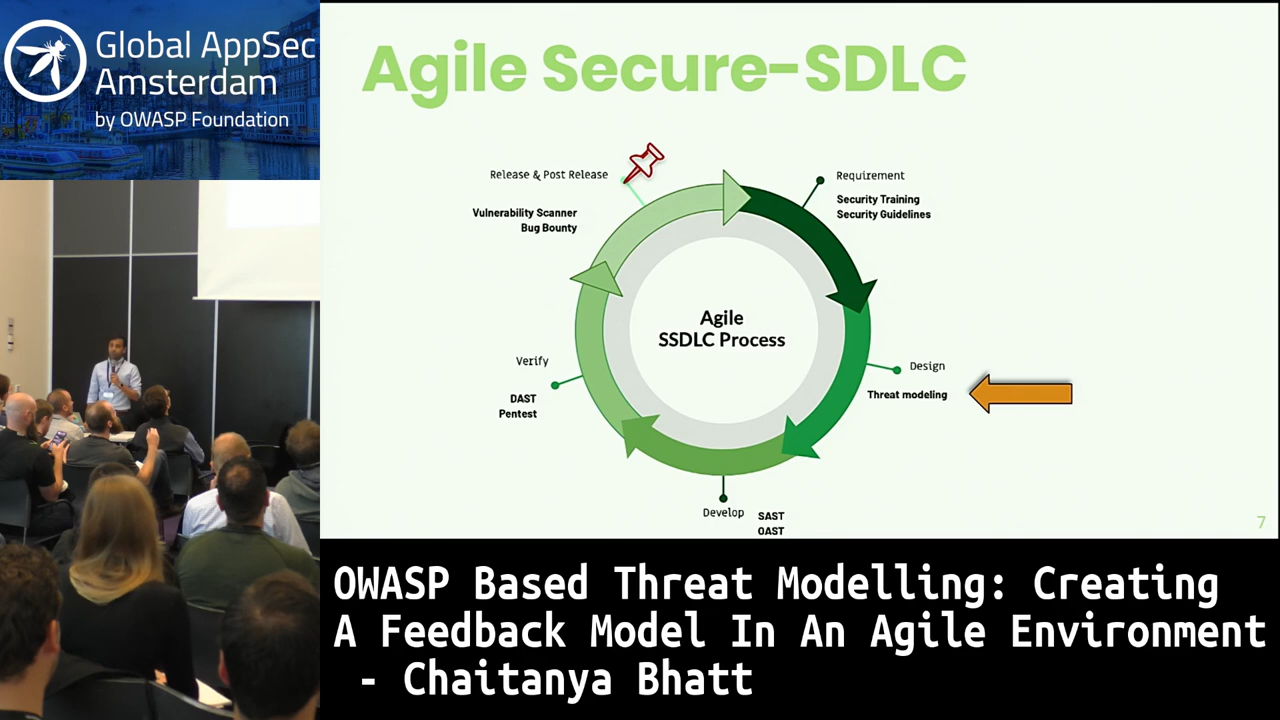 Global AppSec
Amsterdam
by OWASP Foundation
Agile Secure-SDLC
Release & Post Release
Vulnerability Scanner
Bug Bounty
Requirement
Security Training
Security Guidelines
Agile
SSDLC Process
Verify
DAST
Pentest
Design
Threat modeling
Develop
SAST
OAST
7
OWASP Based Threat Modelling: Creating
A Feedback Model In An Agile Environment
- Chaitanya Bhatt